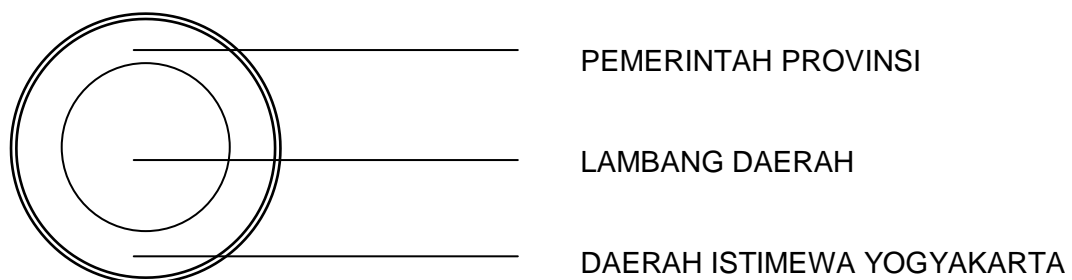 PEMERINTAH PROVINSI
LAMBANG DAERAH
DAERAH ISTIMEWA YOGYAKARTA